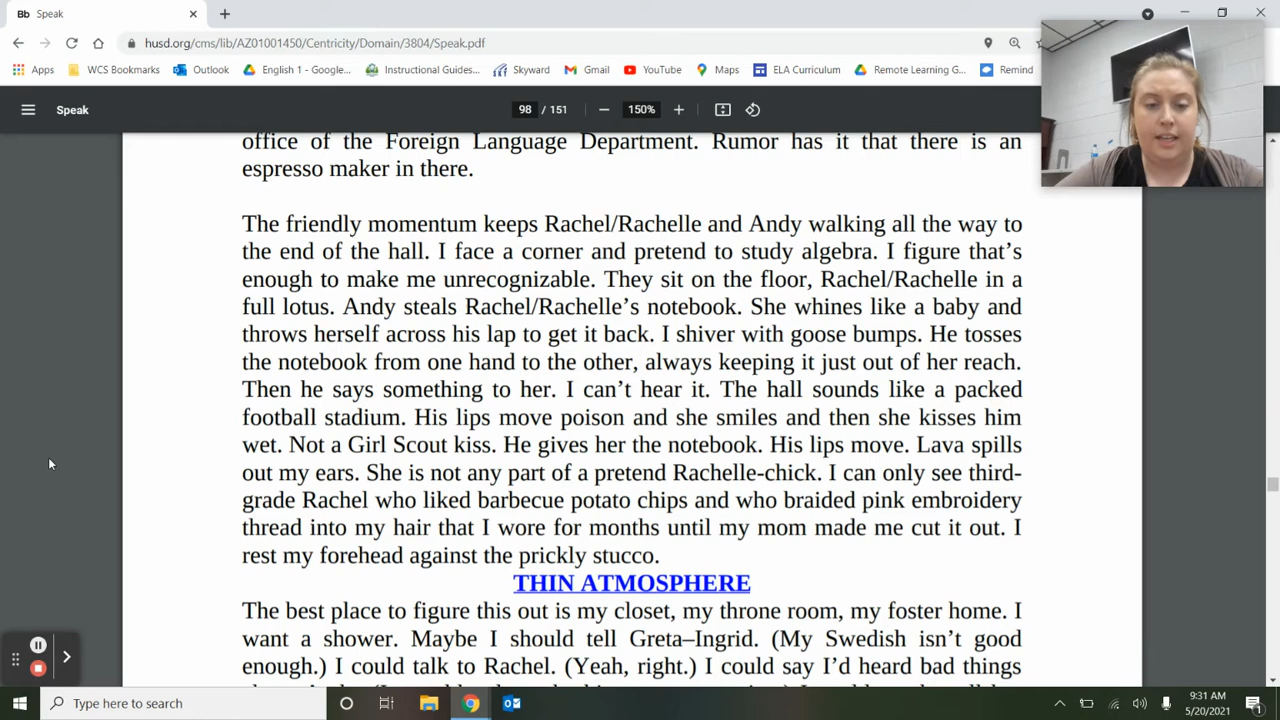 Bb Speak
husd.org/cms/lib/AZ01001450/Centricity/Domain/3804/Speak.pdf
Apps WCS Bookmarks Outlook English 1 - Google... Instructional Guides... Skyward Gmail YouTube Maps ELA Curriculum Remote Learning G... Remind
Speak 98 / 151 150%
office of the Foreign Language Department. Rumor has it that there is an
espresso maker in there.
The friendly momentum keeps Rachel/Rachelle and Andy walking all the way to
the end of the hall. I face a corner and pretend to study algebra. I figure that's
enough to make me unrecognizable. They sit on the floor, Rachel/Rachelle in a
full lotus. Andy steals Rachel/Rachelle's notebook. She whines like a baby and
throws herself across his lap to get it back. I shiver with goose bumps. He tosses
the notebook from one hand to the other, always keeping it just out of her reach.
Then he says something to her. I can't hear it. The hall sounds like a packed
football stadium. His lips move poison and she smiles and then she kisses him
wet. Not a Girl Scout kiss. He gives her the notebook. His lips move. Lava spills
out my ears. She is not any part of a pretend Rachelle-chick. I can only see third-
grade Rachel who liked barbecue potato chips and who braided pink embroidery
thread into my hair that I wore for months until my mom made me cut it out. I
rest my forehead against the prickly stucco.
THIN ATMOSPHERE
The best place to figure this out is my closet, my throne room, my foster home. I
want a shower. Maybe I should tell Greta–Ingrid. (My Swedish isn't good
enough.) I could talk to Rachel. (Yeah, right.) I could say I'd heard bad things
Type here to search
9:31 AM
5/20/2021